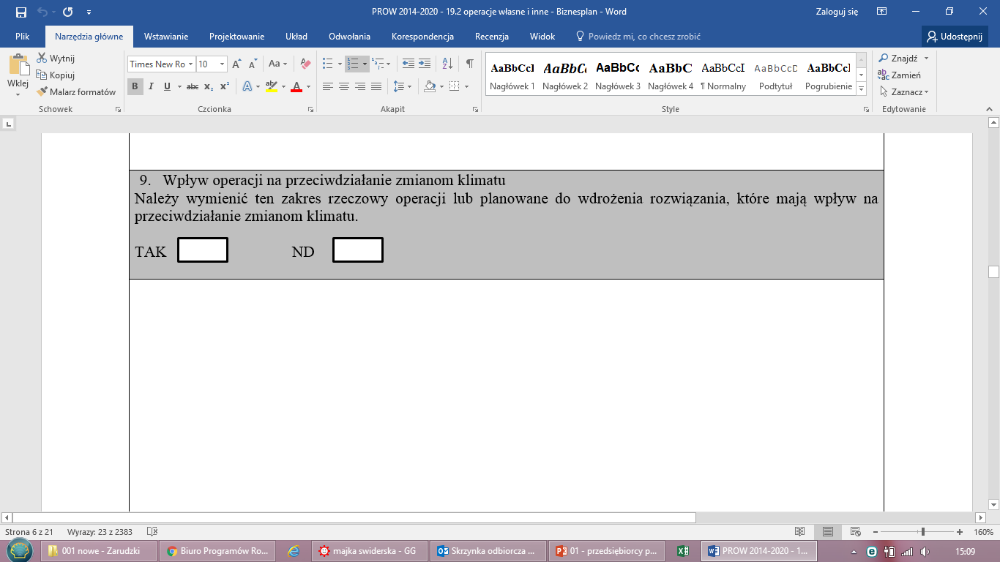 PROW 2014-2020 - 19.2 operacje własne i inne - Biznesplan - Word
Zaloguj się
Plik Narzędzia główne Wstawianie Projektowanie Układ Odwołania Korespondencja Recenzja Widok Powiedz mi, co chcesz zrobić Udostępnij
Wklej
Wytnij
Kopiuj
Malarz formatów
Schowek
Times New Ro 10
Aa
B I U abc x₂ x² A A
Czcionka
Akapit
AaBbCcI AaBbCc AaBbCc AaBbC AaBbCcI AaBbCcD AaBbCcI
Nagłówek 1 Nagłówek 2 Nagłówek 3 Nagłówek 4 ¶ Normalny Podtytuł Pogrubienie
Style
Znajdź
Zamień
Zaznacz
Edytowanie
9. Wpływ operacji na przeciwdziałanie zmianom klimatu
Należy wymienić ten zakres rzeczowy operacji lub planowane do wdrożenia rozwiązania, które mają wpływ na
przeciwdziałanie zmianom klimatu.
TAK ND
Strona 6 z 21 Wyrazy: 23 z 2383 160%
001 nowe - Zarudzki Biuro Programów Ro... majka swiderska - GG Skrzynka odbiorcza ... 01 - przedsiębiorcy p... PROW 2014-2020 - 1... 15:09